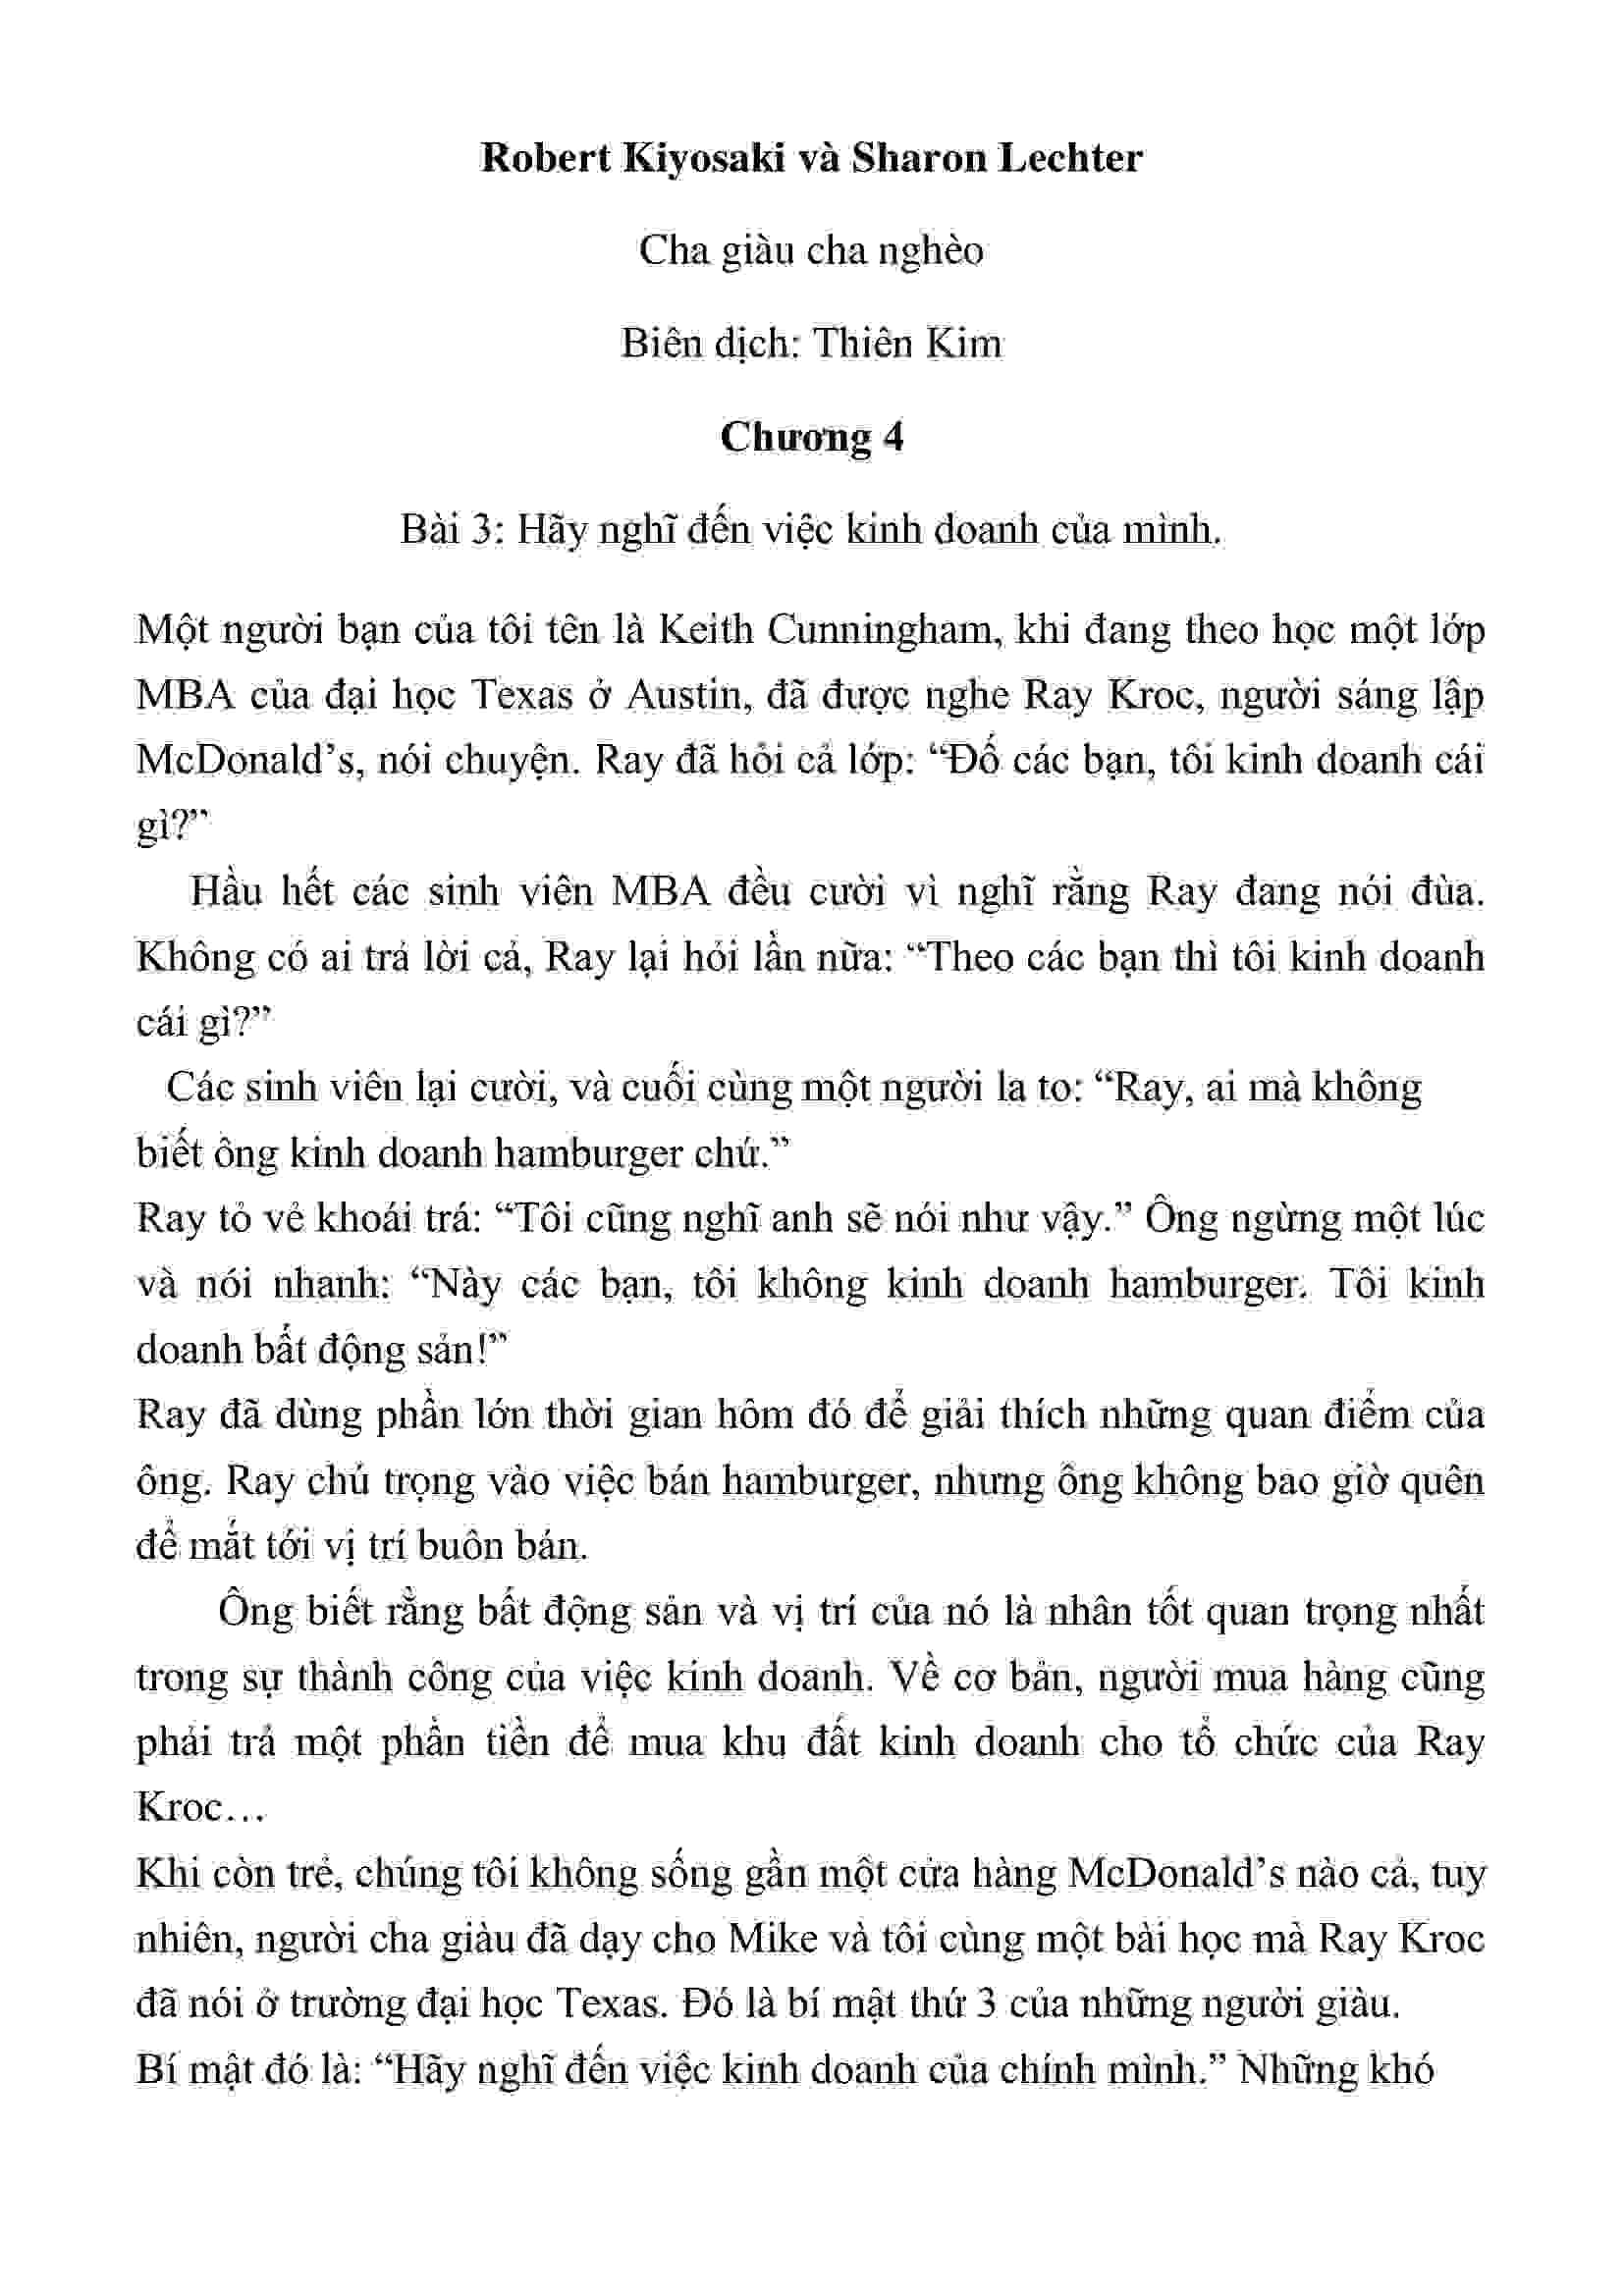 Robert Kiyosaki và Sharon Lechter
Cha giàu cha nghèo
Biên dịch: Thiên Kim
Chương 4
Bài 3: Hãy nghĩ đến việc kinh doanh của mình.
Một người bạn của tôi tên là Keith Cunningham, khi đang theo học một lớp
MBA của đại học Texas ở Austin, đã được nghe Ray Kroc, người sáng lập
McDonald’s, nói chuyện. Ray đã hỏi cả lớp: “Đố các bạn, tôi kinh doanh cái
gì?”
Hầu hết các sinh viên MBA đều cười vì nghĩ rằng Ray đang nói đùa.
Không có ai trả lời cả, Ray lại hỏi lần nữa: “Theo các bạn thì tôi kinh doanh
cái gì?”
Các sinh viên lại cười, và cuối cùng một người la to: “Ray, ai mà không
biết ông kinh doanh hamburger chứ.”
Ray tỏ vẻ khoái trá: “Tôi cũng nghĩ anh sẽ nói như vậy.” Ông ngừng một lúc
và nói nhanh: “Này các bạn, tôi không kinh doanh hamburger. Tôi kinh
doanh bất động sản!”
Ray đã dùng phần lớn thời gian hôm đó để giải thích những quan điểm của
ông. Ray chú trọng vào việc bán hamburger, nhưng ông không bao giờ quên
để mắt tới vị trí buôn bán.
Ông biết rằng bất động sản và vị trí của nó là nhân tốt quan trọng nhất
trong sự thành công của việc kinh doanh. Về cơ bản, người mua hàng cũng
phải trả một phần tiền để mua khu đất kinh doanh cho tổ chức của Ray
Kroc…
Khi còn trẻ, chúng tôi không sống gần một cửa hàng McDonald’s nào cả, tuy
nhiên, người cha giàu đã dạy cho Mike và tôi cùng một bài học mà Ray Kroc
đã nói ở trường đại học Texas. Đó là bí mật thứ 3 của những người giàu.
Bí mật đó là: “Hãy nghĩ đến việc kinh doanh của chính mình.” Những khó